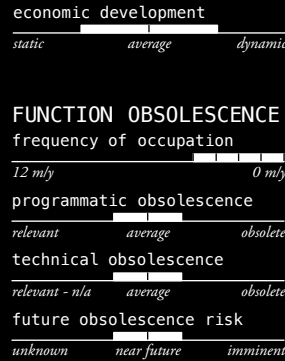 economic development
static average dynamic
FUNCTION OBSOLESCENCE
frequency of occupation
12 m/y 0 m/y
programmatic obsolescence
relevant average obsolete
technical obsolescence
relevant - n/a average obsolete
future obsolescence risk
unknown near future imminent